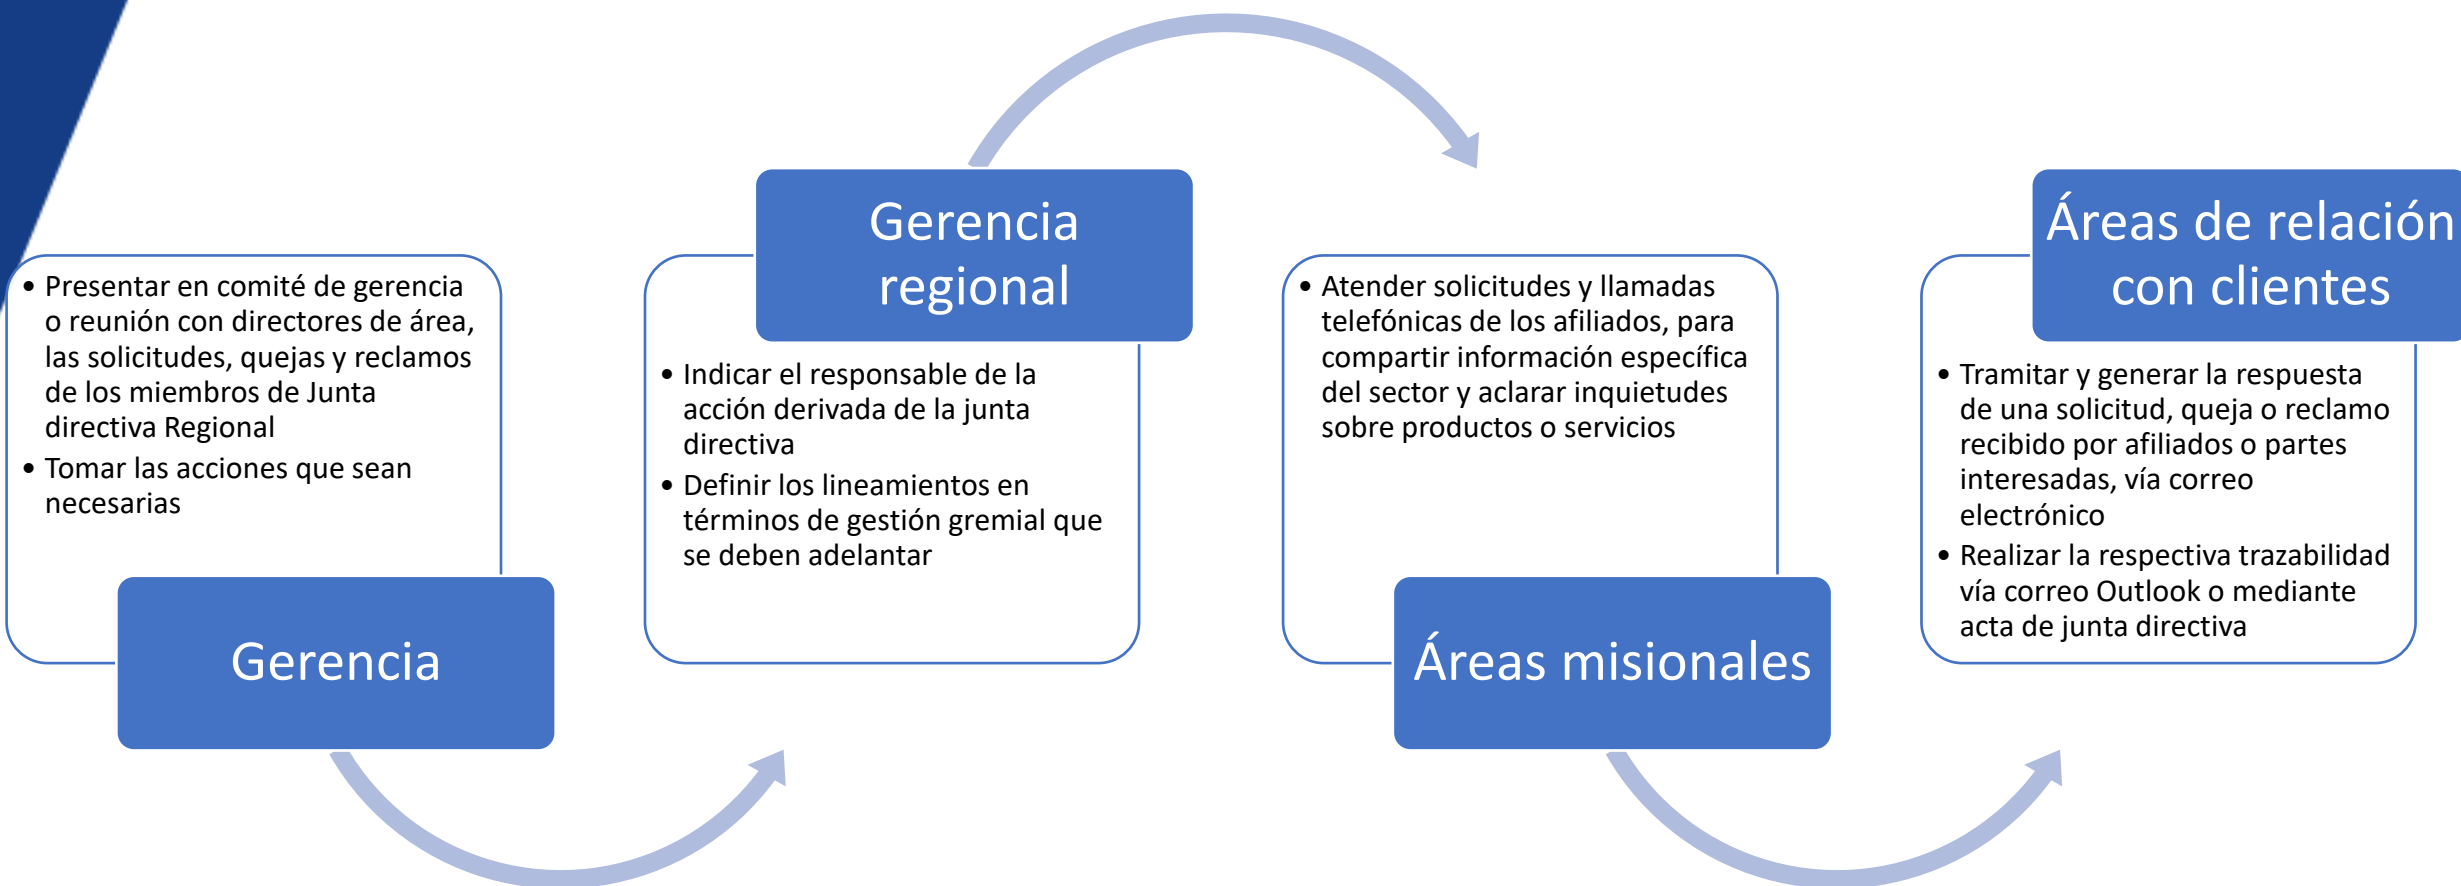 • Presentar en comité de gerencia
o reunión con directores de área,
las solicitudes, quejas y reclamos
de los miembros de Junta
directiva Regional
• Tomar las acciones que sean
necesarias
Gerencia
Gerencia
regional
• Indicar el responsable de la
acción derivada de la junta
directiva
• Definir los lineamientos en
términos de gestión gremial que
se deben adelantar
• Atender solicitudes y llamadas
telefónicas de los afiliados, para
compartir información específica
del sector y aclarar inquietudes
sobre productos o servicios
Áreas misionales
Áreas de relación
con clientes
• Tramitar y generar la respuesta
de una solicitud, queja o reclamo
recibido por afiliados o partes
interesadas, vía correo
electrónico
• Realizar la respectiva trazabilidad
vía correo Outlook o mediante
acta de junta directiva